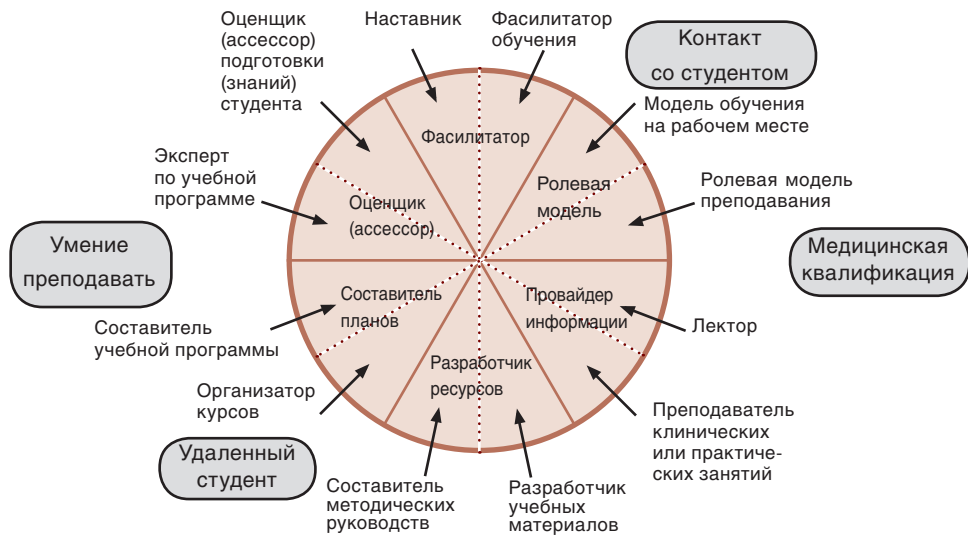 Оценщик
(ассессор)
подготовки
(знаний)
студента
Наставник
Фасилитатор
обучения
Контакт
со студентом
Модель обучения
на рабочем месте
Фасилитатор
Эксперт
по учебной
программе
Оценщик
(ассессор)
Ролевая
модель
Ролевая модель
преподавания
Умение
преподавать
Медицинская
квалификация
Составитель
планов
Провайдер
информации
Составитель
учебной программы
Лектор
Разработчик
ресурсов
Организатор
курсов
Преподаватель
клинических
или практиче-
ских занятий
Удаленный
студент
Составитель
методических
руководств
Разработчик
учебных
материалов